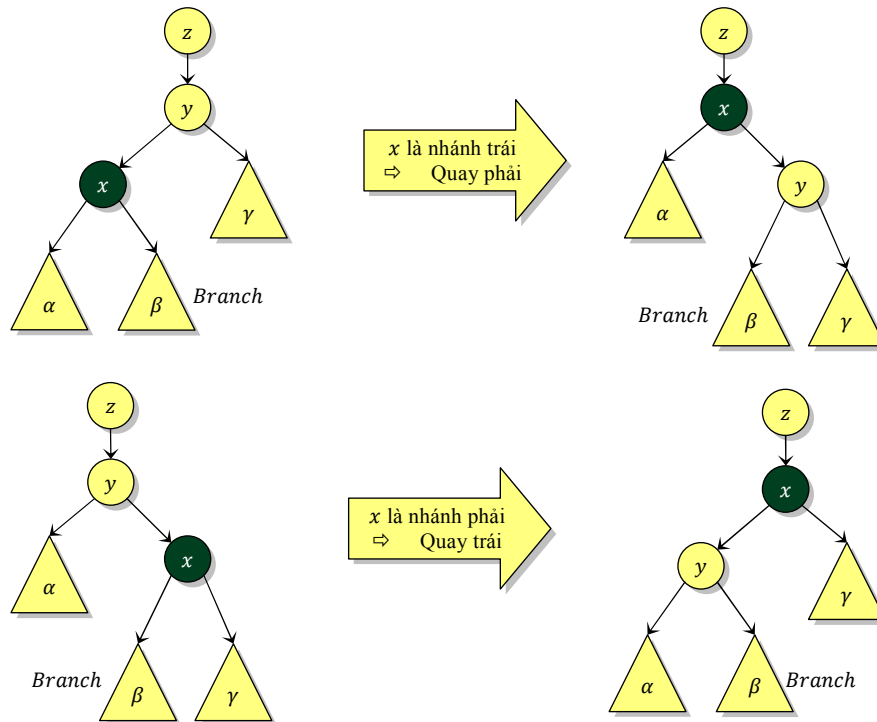 z
z
y
x
x là nhánh trái
⇨ Quay phải
x
y
γ
α
α
β
Branch
Branch
β
γ
z
z
y
x
x là nhánh phải
⇨ Quay trái
x
y
α
γ
Branch
β
γ
α
β
Branch